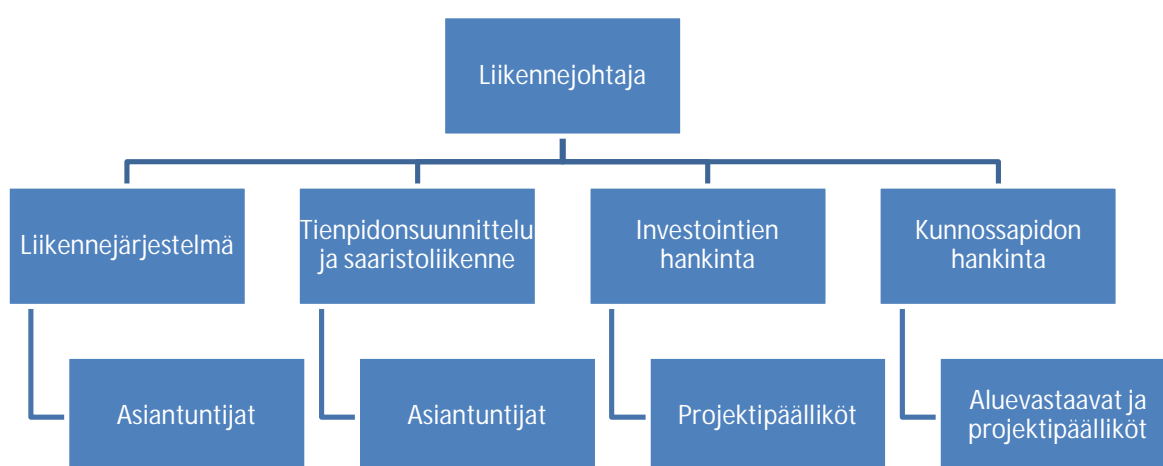 Liikennejohtaja
Liikennejärjestelmä
Tienpidonsuunnittelu
ja saaristoliikenne
Investointien
hankinta
Kunnossapidon
hankinta
Asiantuntijat
Asiantuntijat
Projektipäälliköt
Aluevastaavat ja
projektipäälliköt